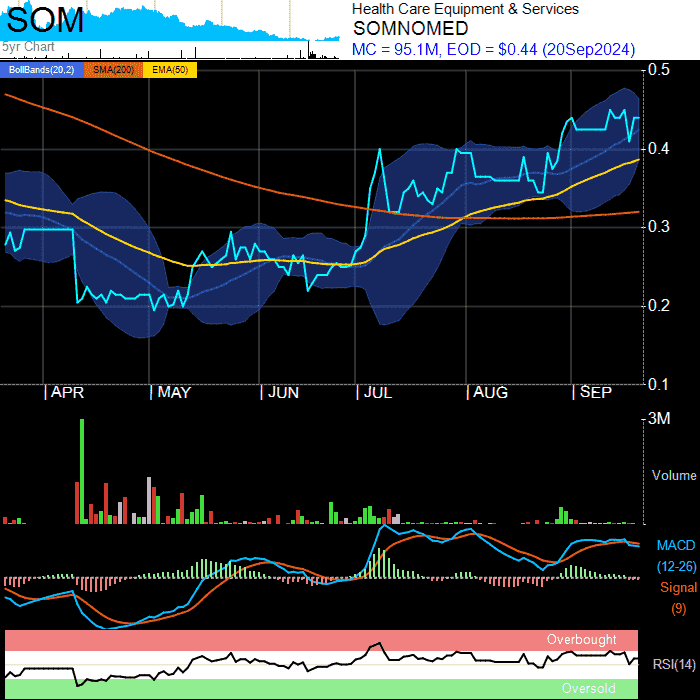 SOM
5yr Chart
Health Care Equipment & Services
SOMNOMED
MC = 95.1M, EOD = $0.44 (20Sep2024)
BollBands(20,2) SMA(200) EMA(50)
0.5
0.4
0.3
0.2
0.1
APR MAY JUN JUL AUG SEP
3M
Volume
MACD
(12-26)
Signal
(9)
Overbought
RSI(14)
Oversold